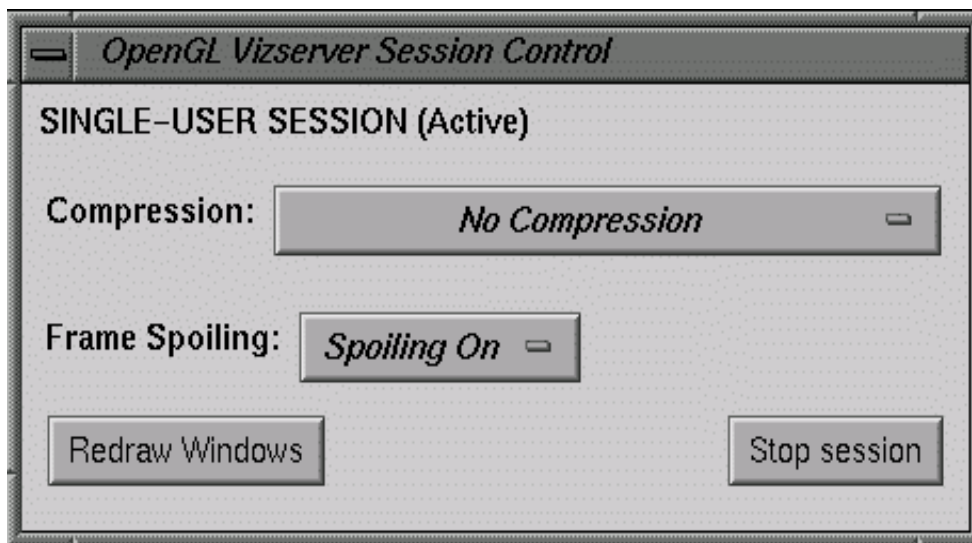 OpenGL Vizserver Session Control
SINGLE-USER SESSION (Active)
Compression: No Compression
Frame Spoiling: Spoiling On
Redraw Windows Stop session